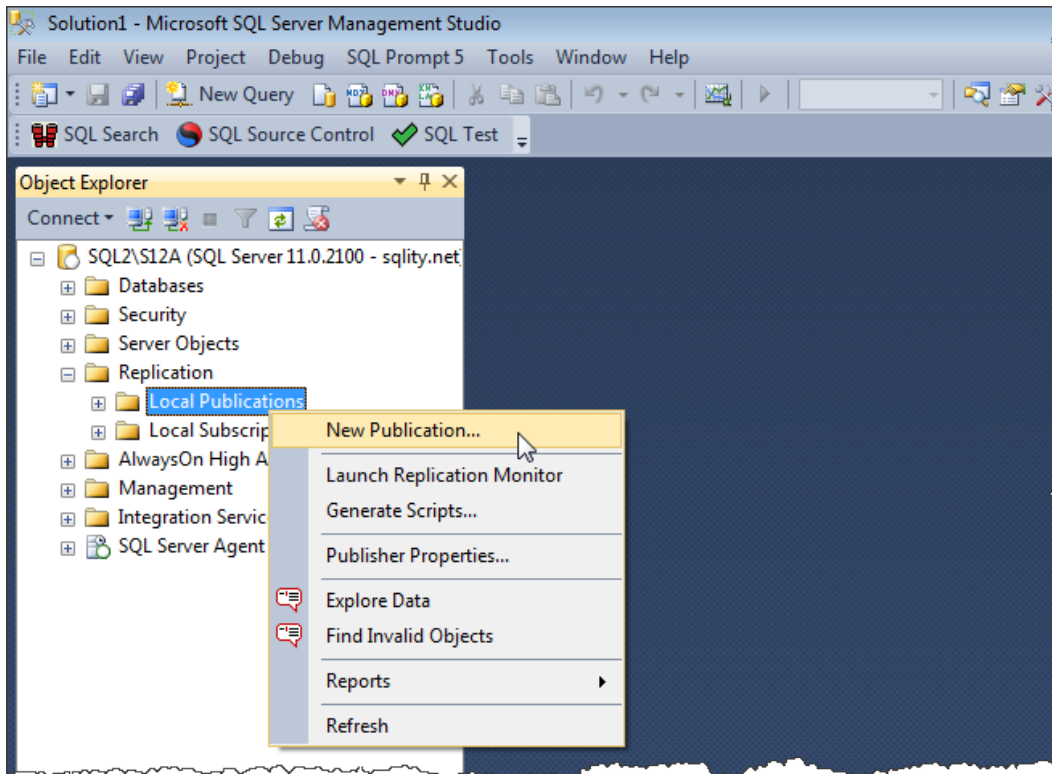 Solution1 - Microsoft SQL Server Management Studio
File Edit View Project Debug SQL Prompt 5 Tools Window Help
New Query
SQL Search SQL Source Control SQL Test
Object Explorer
Connect
SQL2\S12A (SQL Server 11.0.2100 - sqlity.net
Databases
Security
Server Objects
Replication
Local Publications
Local Subscrip
AlwaysOn High A
Management
Integration Servic
SQL Server Agent
New Publication...
Launch Replication Monitor
Generate Scripts...
Publisher Properties...
Explore Data
Find Invalid Objects
Reports
Refresh